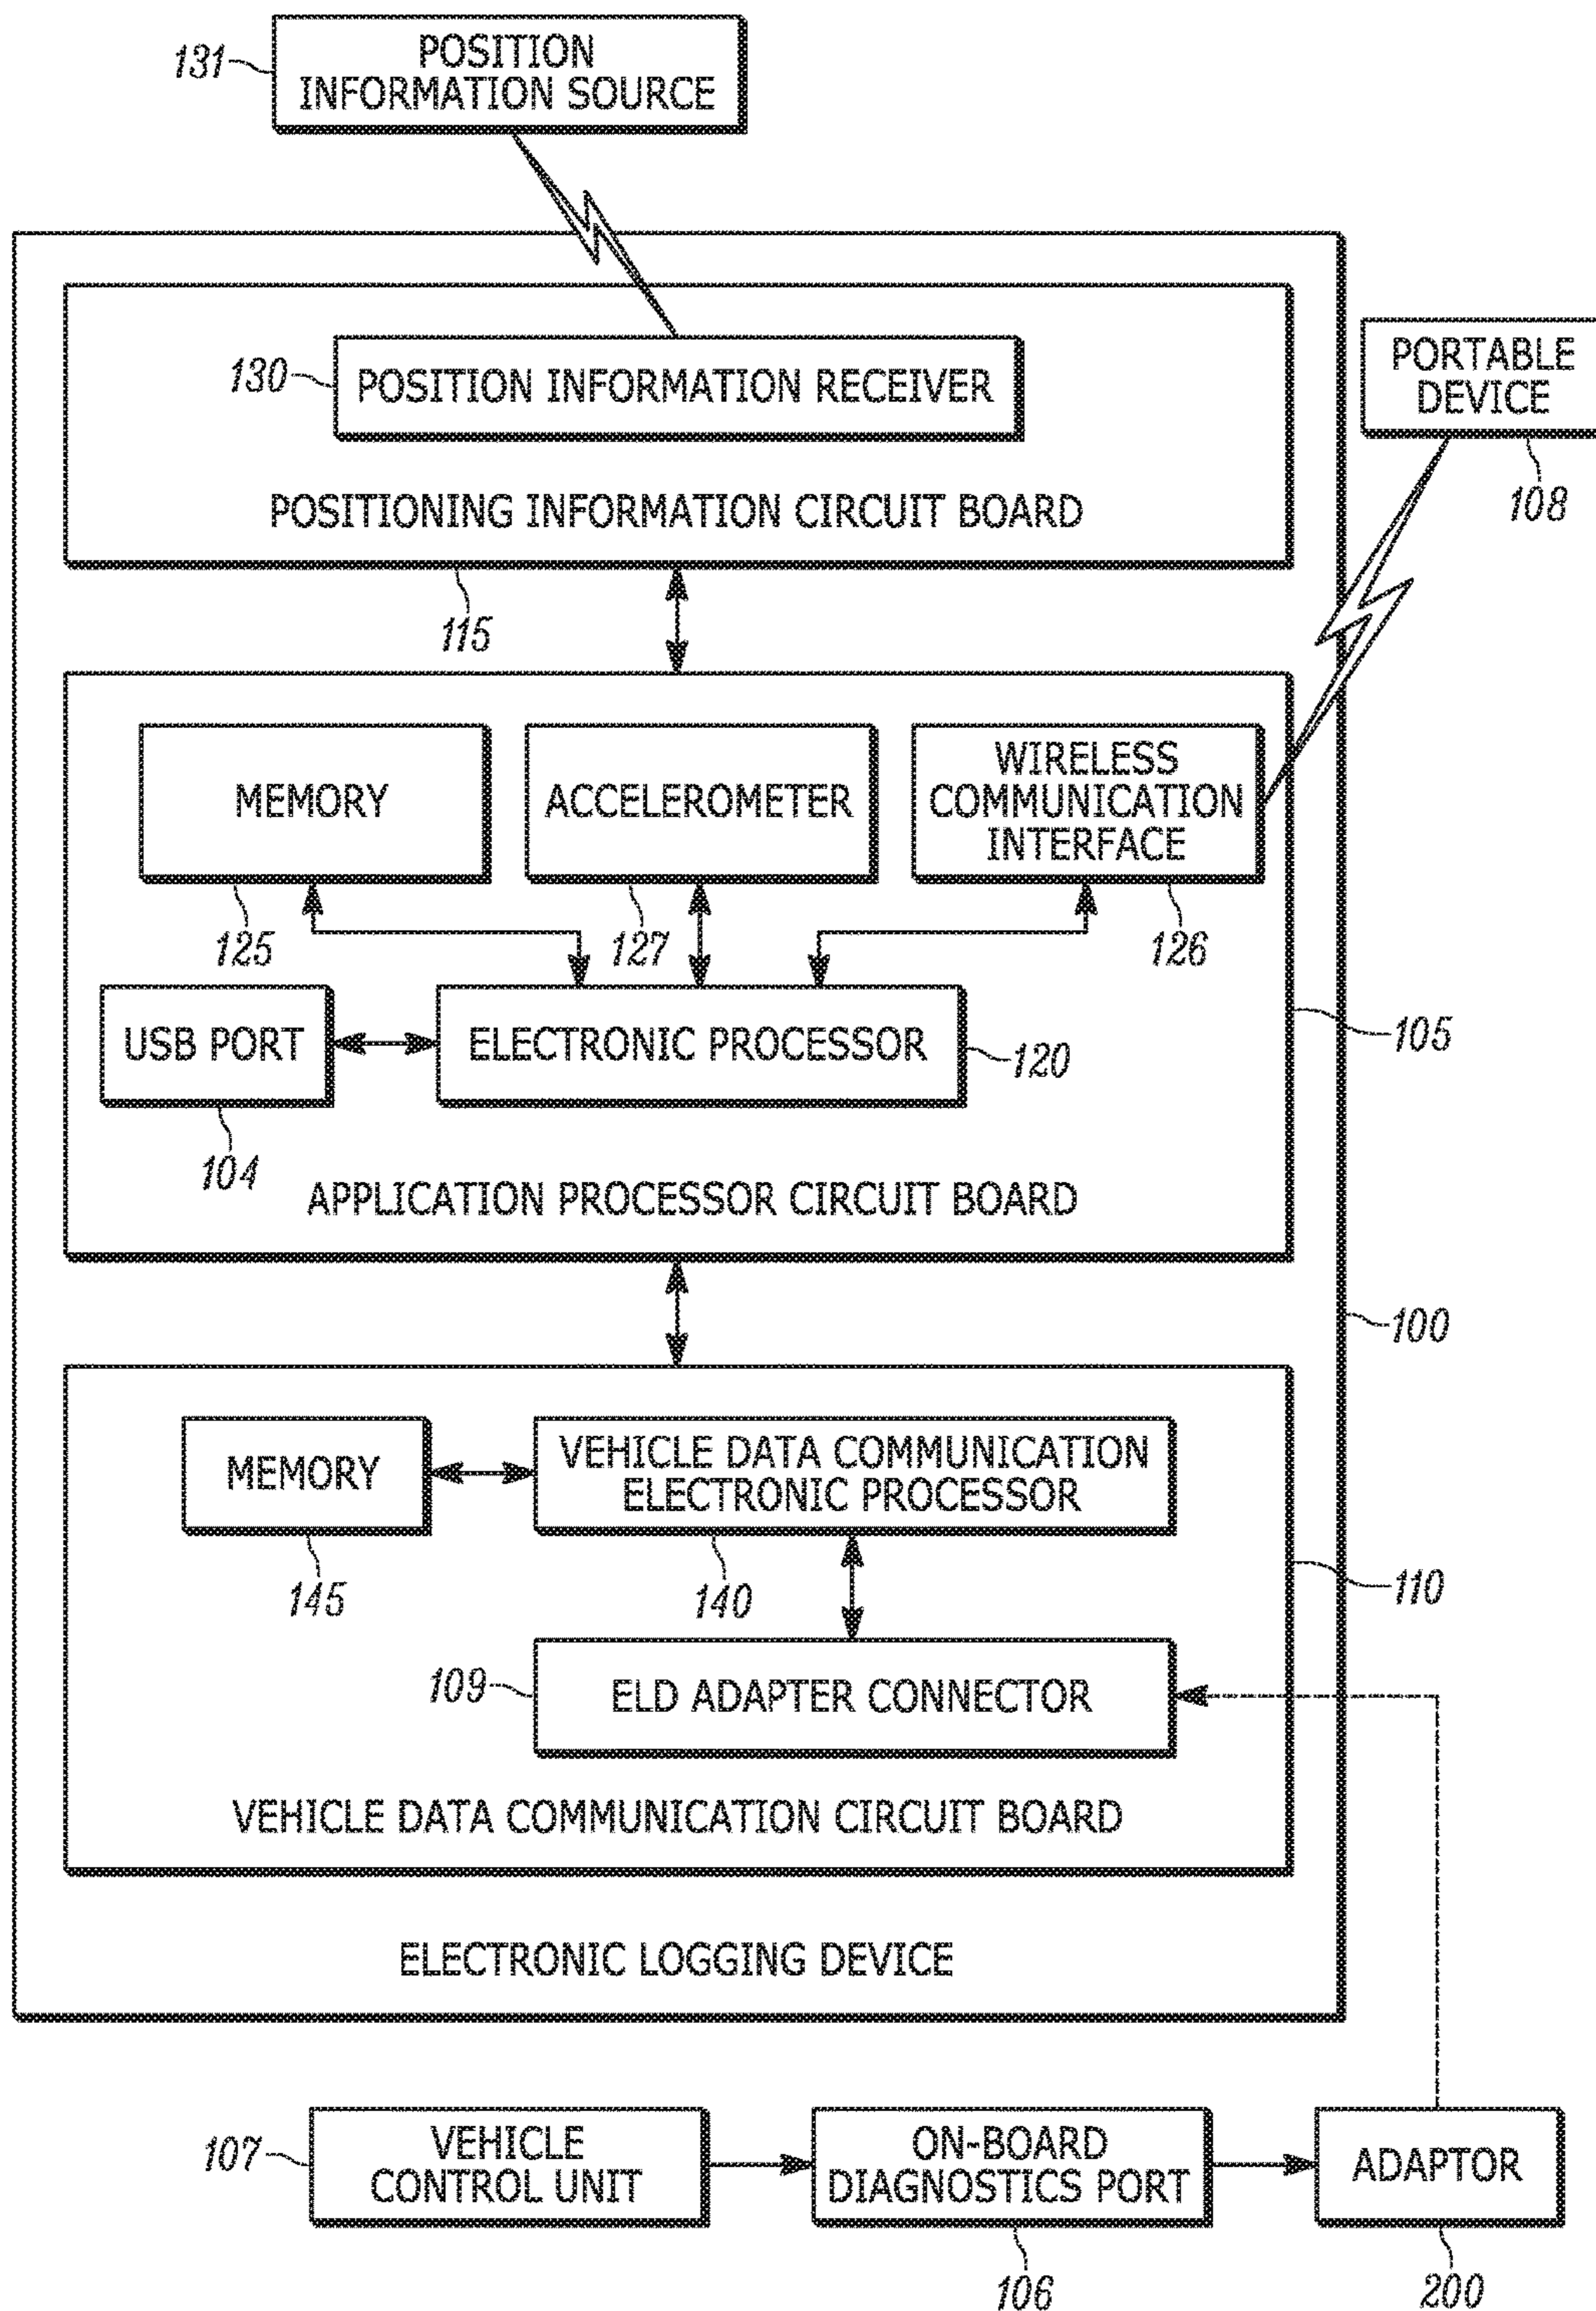 131
POSITION
INFORMATION SOURCE
130
POSITION INFORMATION RECEIVER
PORTABLE
DEVICE
108
POSITIONING INFORMATION CIRCUIT BOARD
115
MEMORY
ACCELEROMETER
WIRELESS
COMMUNICATION
INTERFACE
125
127
126
USB PORT
ELECTRONIC PROCESSOR
120
105
104
APPLICATION PROCESSOR CIRCUIT BOARD
100
MEMORY
VEHICLE DATA COMMUNICATION
ELECTRONIC PROCESSOR
145
140
110
109
ELD ADAPTER CONNECTOR
VEHICLE DATA COMMUNICATION CIRCUIT BOARD
ELECTRONIC LOGGING DEVICE
107
VEHICLE
CONTROL UNIT
ON-BOARD
DIAGNOSTICS PORT
ADAPTOR
106
200